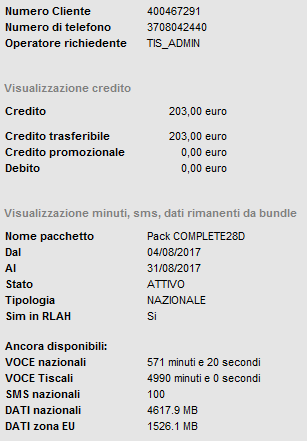 Numero Cliente 400467291
Numero di telefono 3708042440
Operatore richiedente TIS_ADMIN
Visualizzazione credito
Credito 203,00 euro
Credito trasferibile 203,00 euro
Credito promozionale 0,00 euro
Debito 0,00 euro
Visualizzazione minuti, sms, dati rimanenti da bundle
Nome pacchetto Pack COMPLETE28D
Dal 04/08/2017
Al 31/08/2017
Stato ATTIVO
Tipologia NAZIONALE
Sim in RLAH Si
Ancora disponibili:
VOCE nazionali 571 minuti e 20 secondi
VOCE Tiscali 4990 minuti e 0 secondi
SMS nazionali 100
DATI nazionali 4617.9 MB
DATI zona EU 1526.1 MB